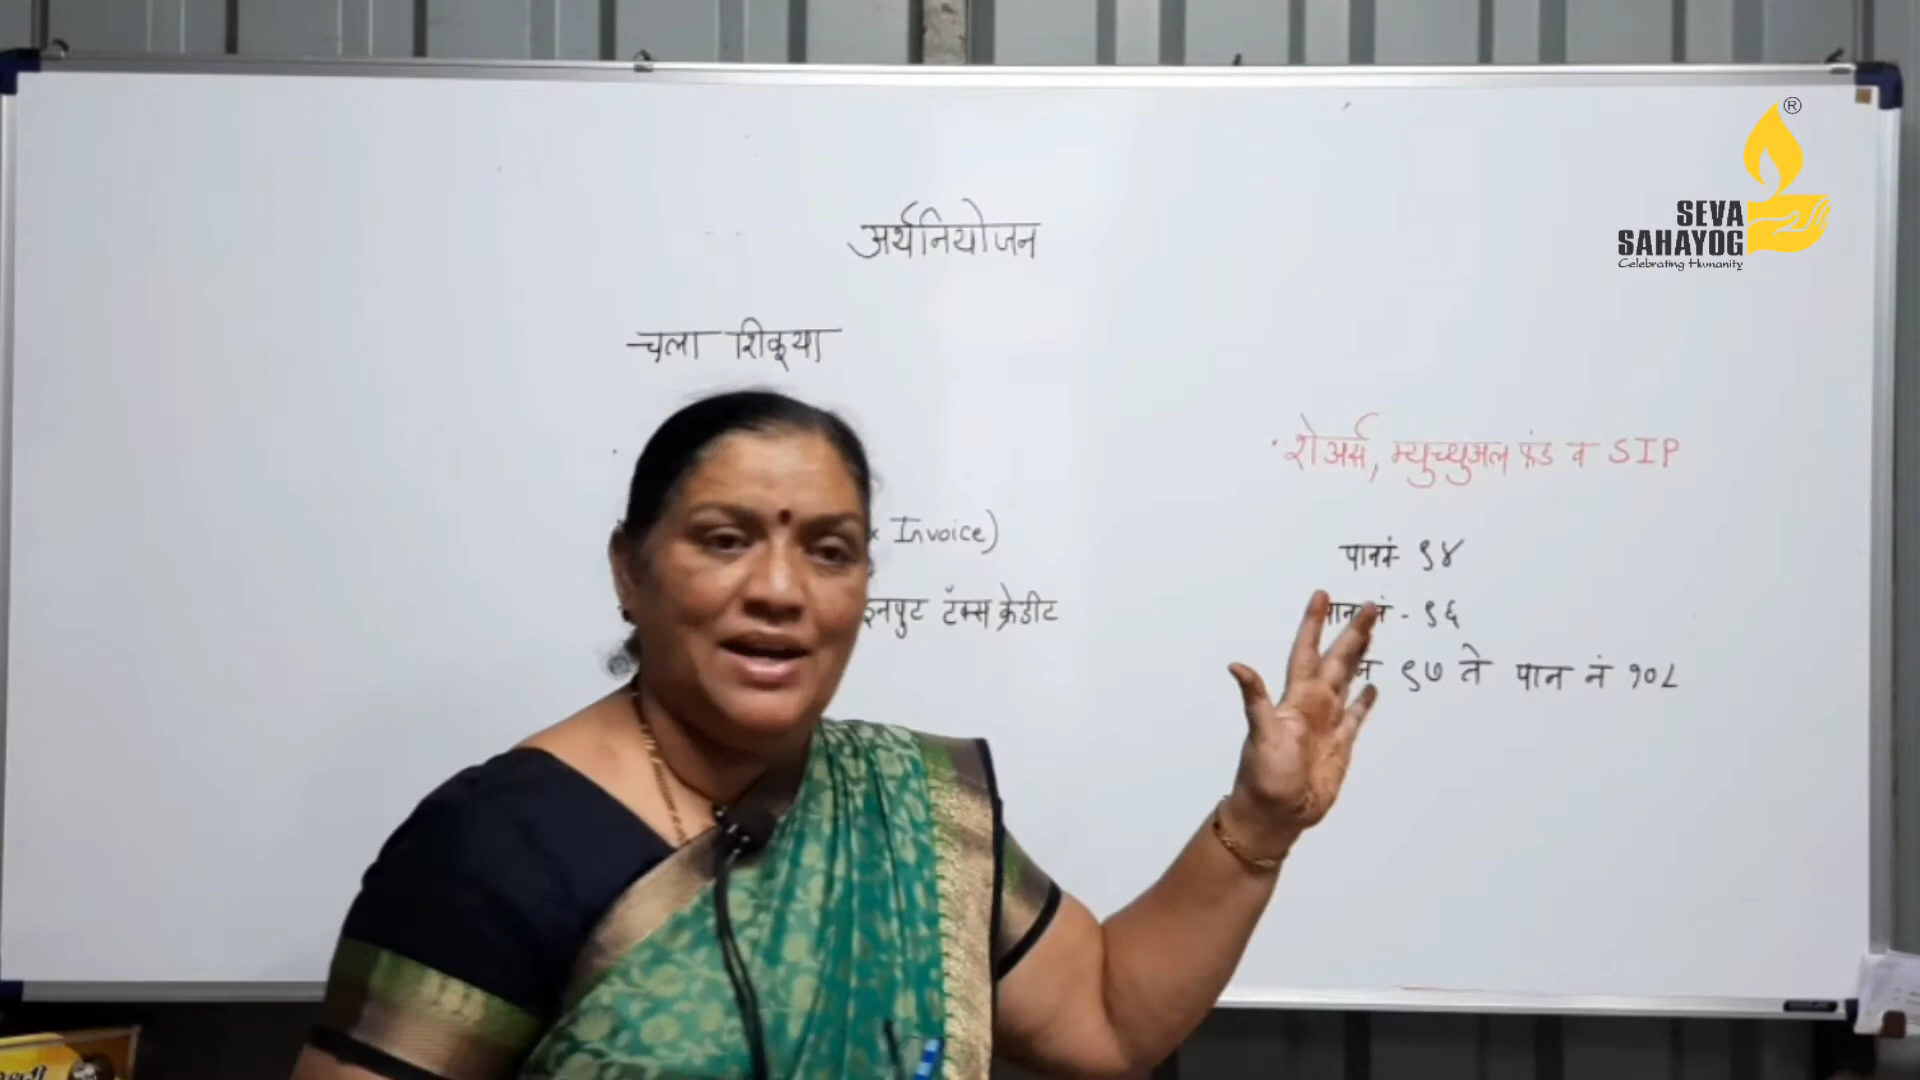 ®
SEVA
SAHAYOG
Celebrating Humanity
अर्थनियोजन
चला शिकूया
· शेअर्स, म्युच्युअल फंड व SIP
Invoice)
पान नं ९४
इनपुट टॅक्स क्रेडीट
पान नं - ९६
९७ ते पान नं १०८